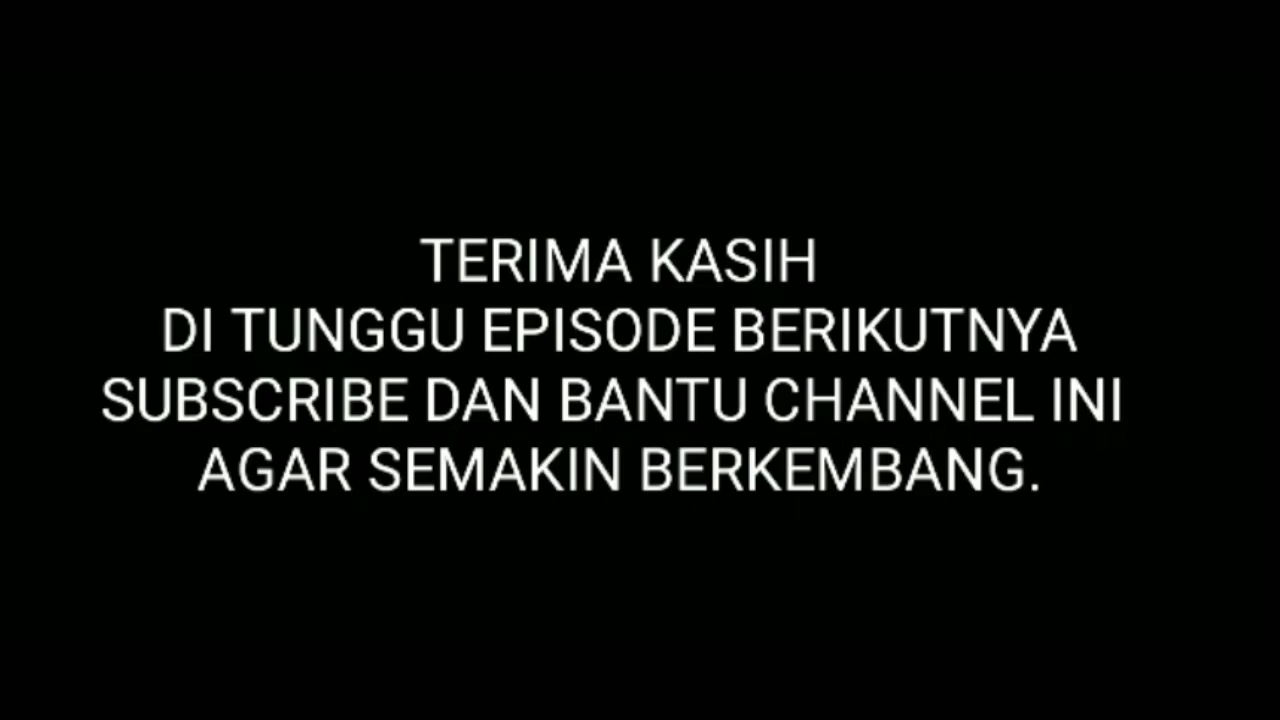 TERIMA KASIH
DI TUNGGU EPISODE BERIKUTNYA
SUBSCRIBE DAN BANTU CHANNEL INI
AGAR SEMAKIN BERKEMBANG.